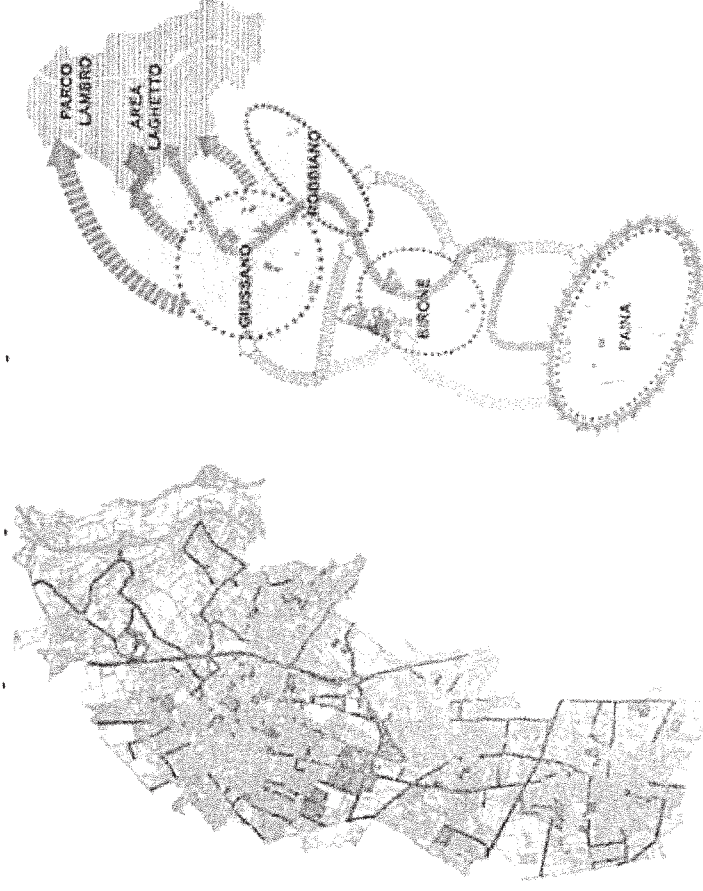 PARCO
LAMBRO
AREA
LAGHETTO
ROBBIANO
GIUSSANO
BIRONE
PAINA